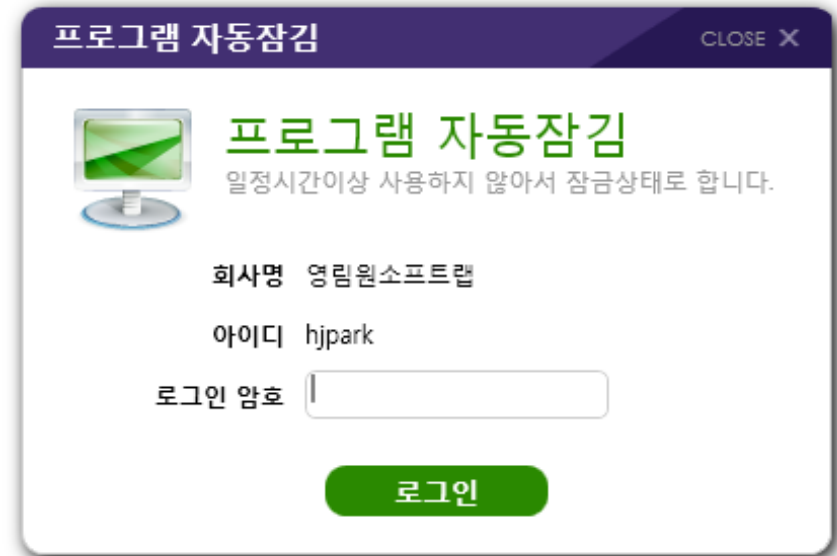 프로그램 자동잠김
CLOSE X
프로그램 자동잠김
일정시간이상 사용하지 않아서 잠금상태로 합니다.
회사명 영림원소프트랩
아이디 hjpark
로그인 암호
로그인